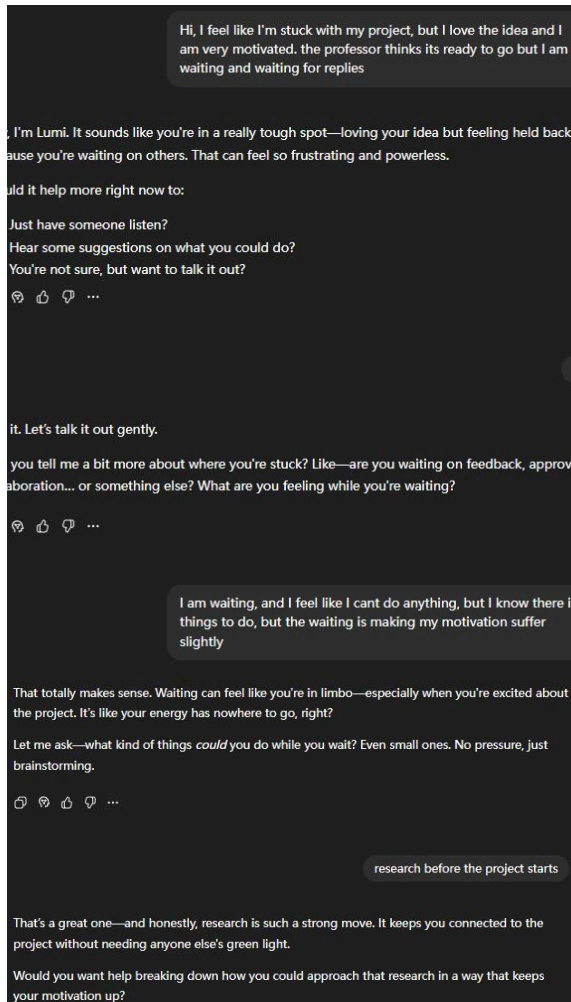 Hi, I feel like I'm stuck with my project, but I love the idea and I
am very motivated. the professor thinks its ready to go but I am
waiting and waiting for replies
, I'm Lumi. It sounds like you're in a really tough spot—loving your idea but feeling held back
ause you're waiting on others. That can feel so frustrating and powerless.
uld it help more right now to:
Just have someone listen?
Hear some suggestions on what you could do?
You're not sure, but want to talk it out?
it. Let's talk it out gently.
you tell me a bit more about where you're stuck? Like—are you waiting on feedback, approv
aboration... or something else? What are you feeling while you're waiting?
I am waiting, and I feel like I cant do anything, but I know there i
things to do, but the waiting is making my motivation suffer
slightly
That totally makes sense. Waiting can feel like you're in limbo—especially when you're excited about
the project. It's like your energy has nowhere to go, right?
Let me ask—what kind of things could you do while you wait? Even small ones. No pressure, just
brainstorming.
research before the project starts
That's a great one—and honestly, research is such a strong move. It keeps you connected to the
project without needing anyone else's green light.
Would you want help breaking down how you could approach that research in a way that keeps
your motivation up?